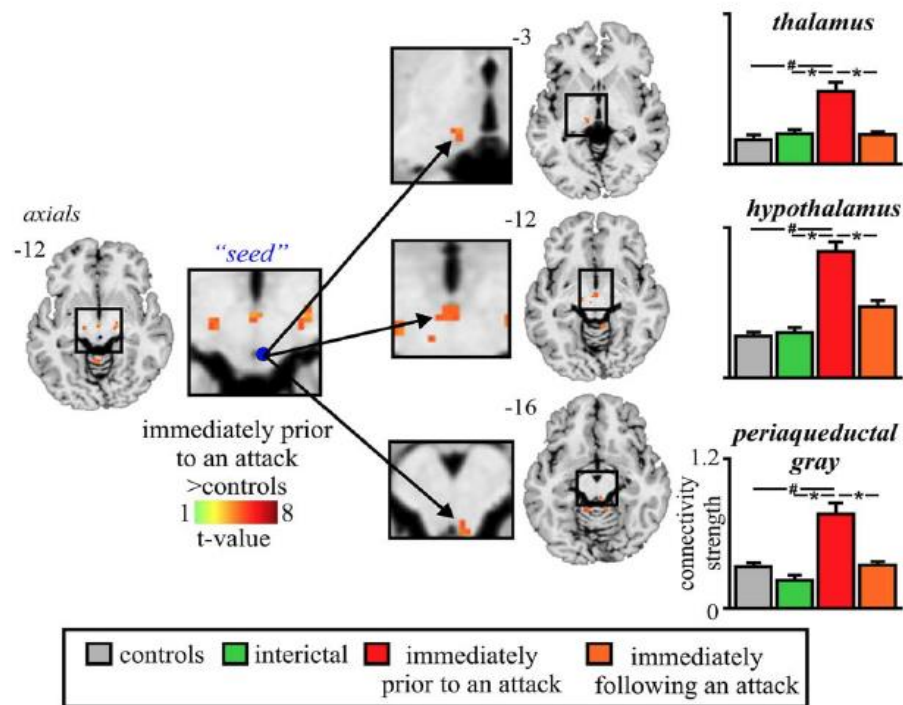 axials
-12
"seed"
immediately prior
to an attack
>controls
1
8
t-value
-3
-12
-16
thalamus
#
*
*
hypothalamus
#
*
*
periaqueductal
gray
1.2
connectivity
strength
0
#
*
*
controls
interictal
immediately
prior to an attack
immediately
following an attack